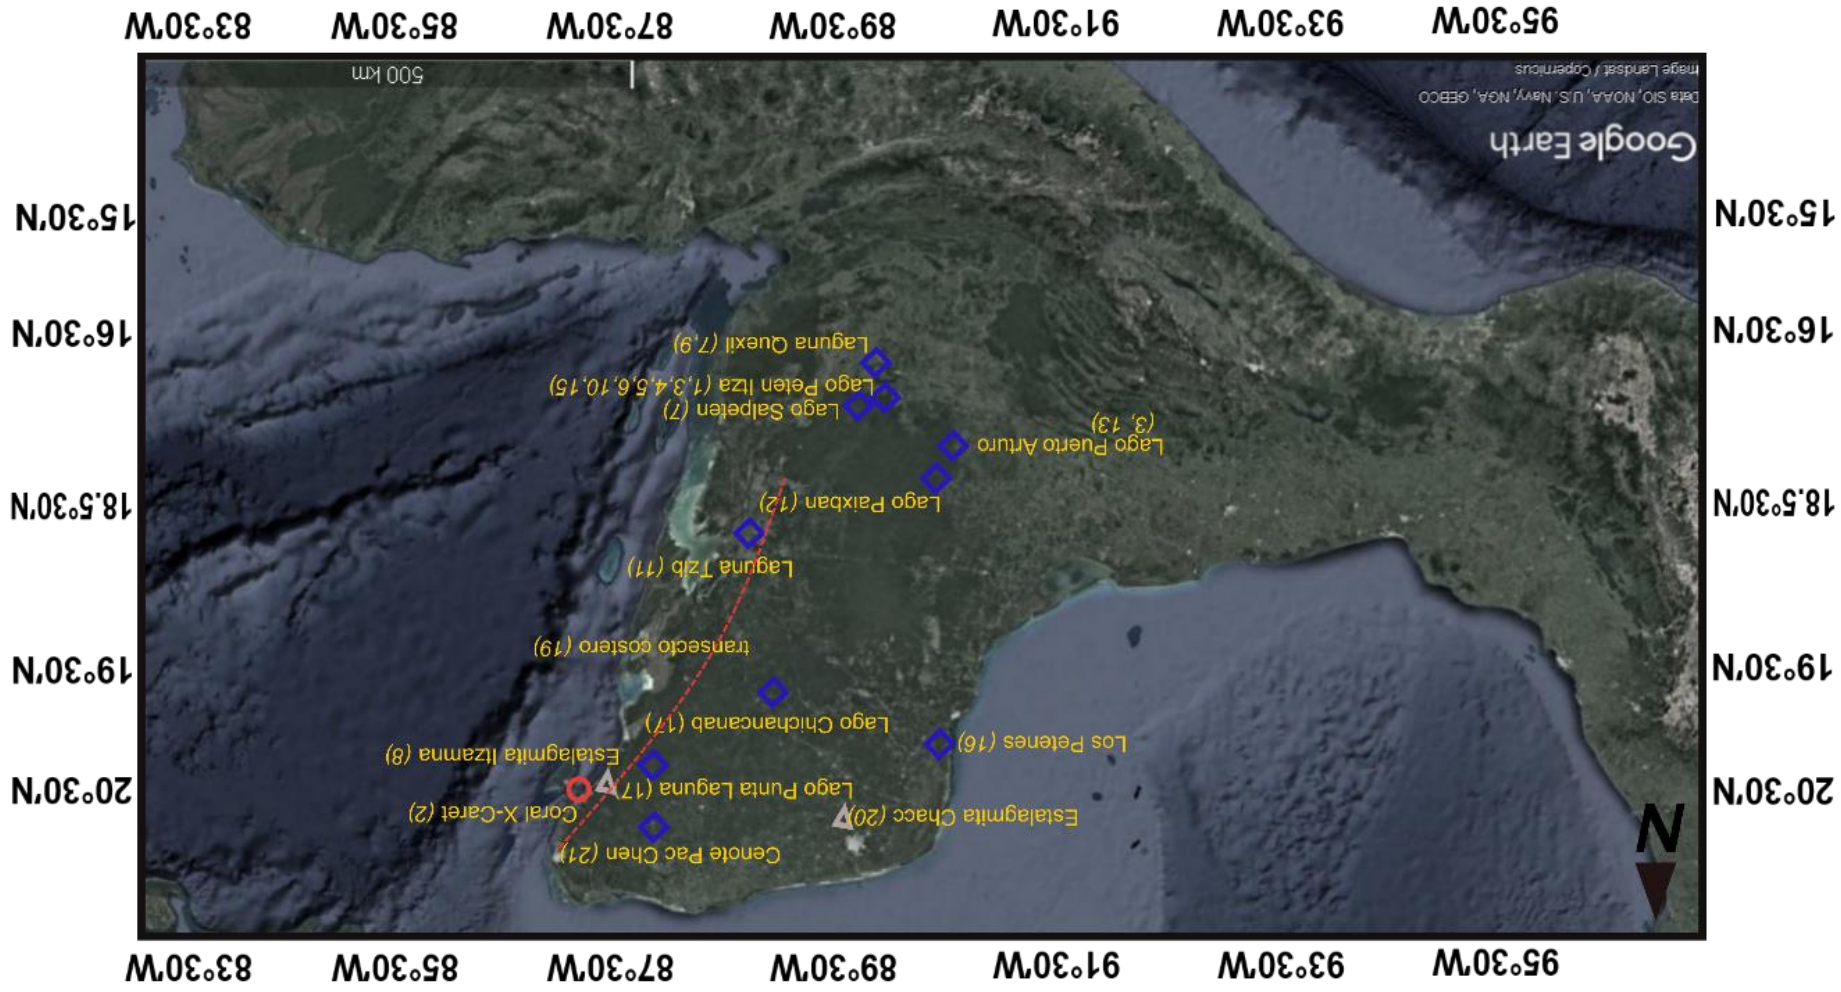 95°30'W 93°30'W 91°30'W 89°30'W 87°30'W 85°30'W 83°30'W
N
Cenote Pac Chen (21)
Estalagmita Chacc (20)
Coral X-Caret (2)
20°30'N
Lago Punta Laguna (17)
20°30'N
Estalagmita Itzamna (8)
Los Petenes (16)
Lago Chichancanab (17)
19°30'N
19°30'N
transecto costero (19)
Laguna Tzib (11)
18.5°30'N
Lago Paixban (12)
18.5°30'N
Lago Puerto Arturo
(3, 13)
Lago Salpeten (7)
Lago Peten Itza (1,3,4,5,6,10,15)
Laguna Quexil (7,9)
16°30'N
16°30'N
15°30'N
15°30'N
Google Earth
Data SIO, NOAA, U.S. Navy, NGA, GEBCO
Image Landsat / Copernicus
500 km
95°30'W 93°30'W 91°30'W 89°30'W 87°30'W 85°30'W 83°30'W